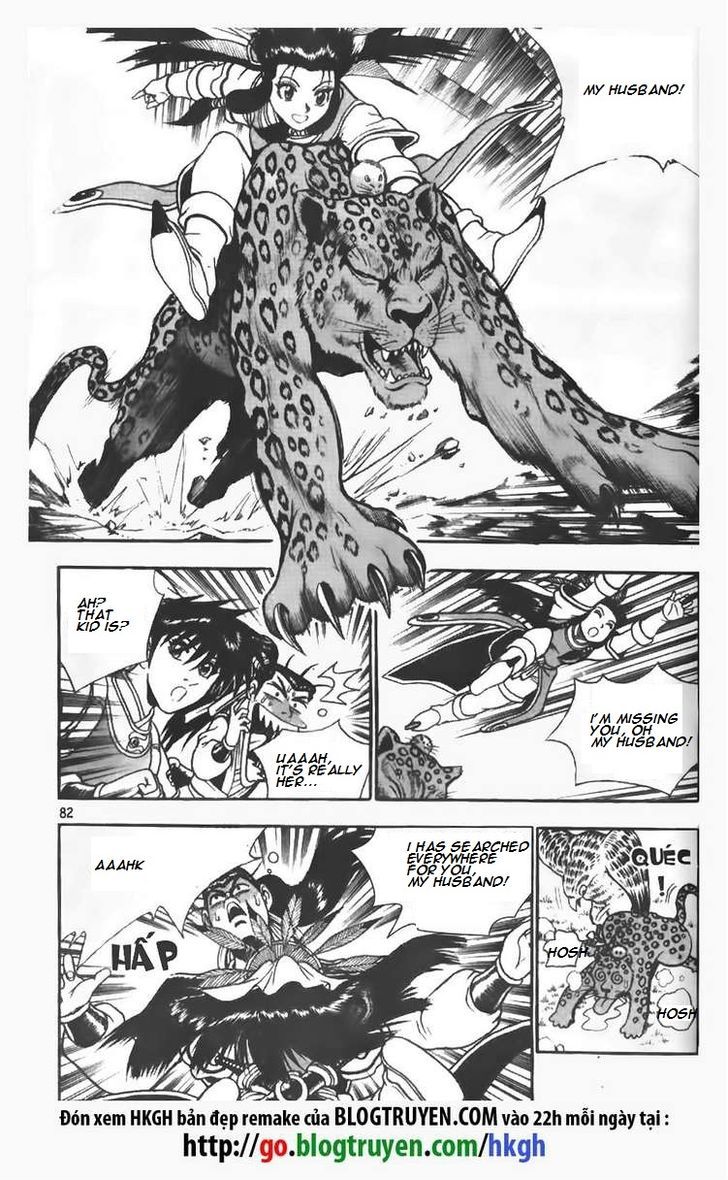 MY HUSBAND!
AH?
THAT
KID IS?
UAAAH,
IT'S REALLY
HER...
I'M MISSING
YOU, OH
MY HUSBAND!
82
AAAHK
HẤP
I HAS SEARCHED
EVERYWHERE
FOR YOU,
MY HUSBAND!
QUÉC
!
HOSH
HOSH
Đón xem HKGH bản đẹp remake của BLOGTRUYEN.COM vào 22h mỗi ngày tại :
http://go.blogtruyen.com/hkgh